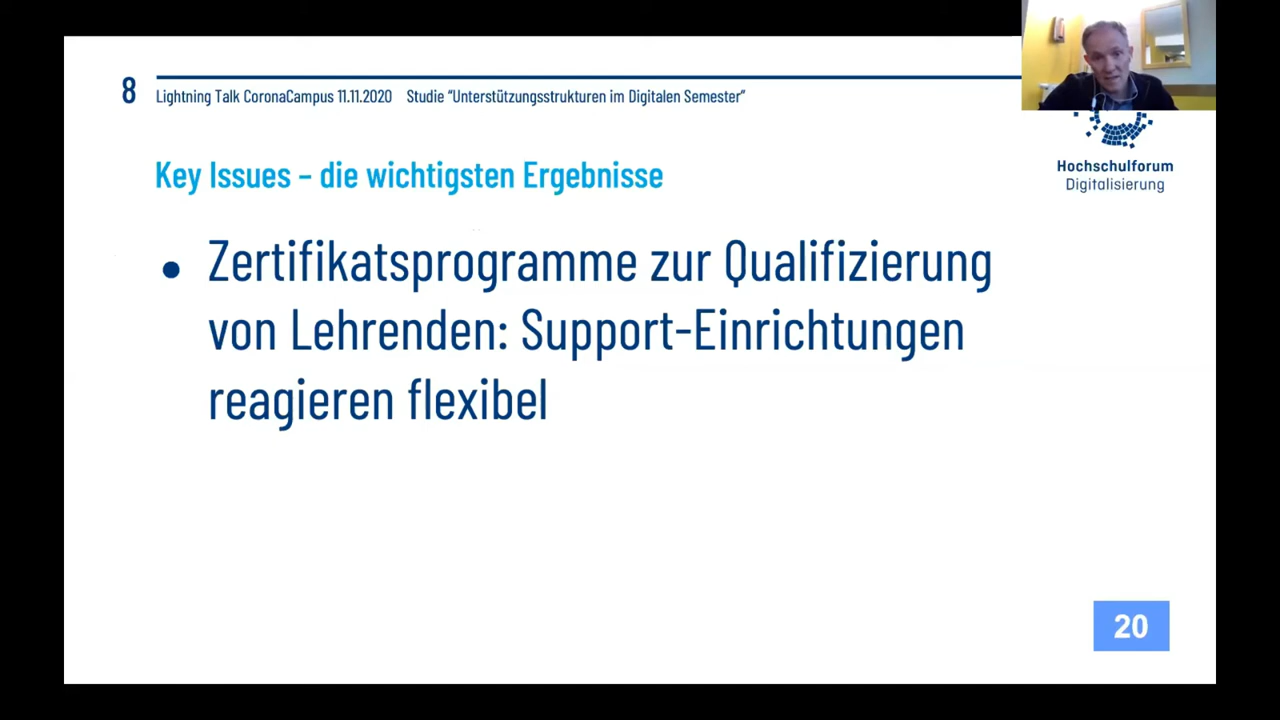 8
Lightning Talk CoronaCampus 11.11.2020 Studie "Unterstützungsstrukturen im Digitalen Semester"
Hochschulforum
Digitalisierung
Key Issues – die wichtigsten Ergebnisse
• Zertifikatsprogramme zur Qualifizierung
von Lehrenden: Support-Einrichtungen
reagieren flexibel
20